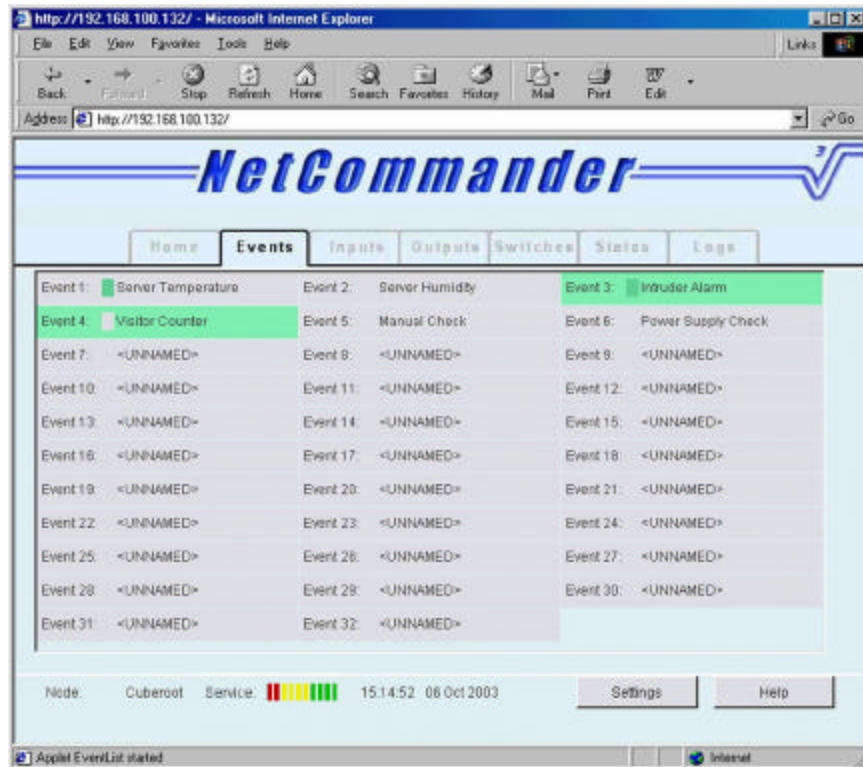 http://192.168.100.132/ - Microsoft Internet Explorer
File Edit View Favorites Tools Help Links
Back Forward Stop Refresh Home Search Favorites History Mail Print Edit
Address http://192.168.100.132/ Go
NetCommander 3
Home Events Inputs Outputs Switches Status Logs
Event 1: Server Temperature Event 2: Server Humidity Event 3: Intruder Alarm
Event 4: Visitor Counter Event 5: Manual Check Event 6: Power Supply Check
Event 7: <UNNAMED> Event 8: <UNNAMED> Event 9: <UNNAMED>
Event 10: <UNNAMED> Event 11: <UNNAMED> Event 12: <UNNAMED>
Event 13: <UNNAMED> Event 14: <UNNAMED> Event 15: <UNNAMED>
Event 16: <UNNAMED> Event 17: <UNNAMED> Event 18: <UNNAMED>
Event 19: <UNNAMED> Event 20: <UNNAMED> Event 21: <UNNAMED>
Event 22: <UNNAMED> Event 23: <UNNAMED> Event 24: <UNNAMED>
Event 25: <UNNAMED> Event 26: <UNNAMED> Event 27: <UNNAMED>
Event 28: <UNNAMED> Event 29: <UNNAMED> Event 30: <UNNAMED>
Event 31: <UNNAMED> Event 32: <UNNAMED>
Node: Cuberoot Service: 15:14:52 06 Oct 2003 Settings Help
Applet EventList started Internet